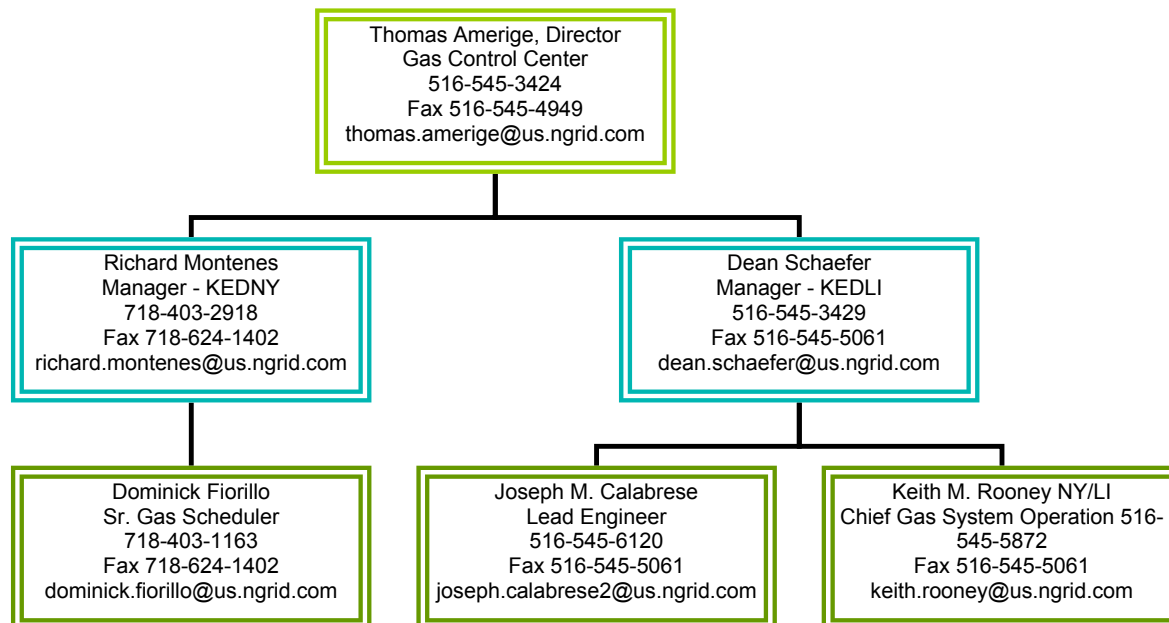 Thomas Amerige, Director
Gas Control Center
516-545-3424
Fax 516-545-4949
thomas.amerige@us.ngrid.com
Richard Montenes
Manager - KEDNY
718-403-2918
Fax 718-624-1402
richard.montenes@us.ngrid.com
Dean Schaefer
Manager - KEDLI
516-545-3429
Fax 516-545-5061
dean.schaefer@us.ngrid.com
Dominick Fiorillo
Sr. Gas Scheduler
718-403-1163
Fax 718-624-1402
dominick.fiorillo@us.ngrid.com
Joseph M. Calabrese
Lead Engineer
516-545-6120
Fax 516-545-5061
joseph.calabrese2@us.ngrid.com
Keith M. Rooney NY/LI
Chief Gas System Operation 516-
545-5872
Fax 516-545-5061
keith.rooney@us.ngrid.com